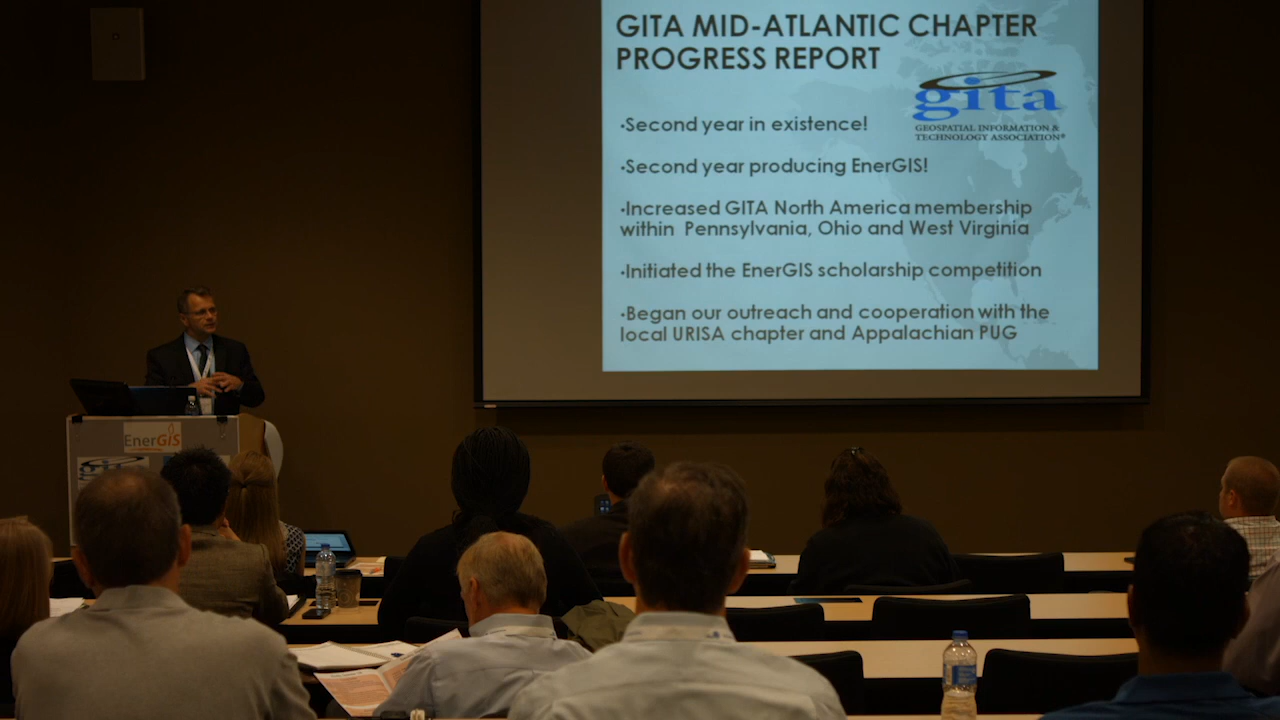 GITA MID-ATLANTIC CHAPTER
PROGRESS REPORT
gita
GEOSPATIAL INFORMATION &
TECHNOLOGY ASSOCIATION®
•Second year in existence!
•Second year producing EnerGIS!
•Increased GITA North America membership
within Pennsylvania, Ohio and West Virginia
•Initiated the EnerGIS scholarship competition
•Began our outreach and cooperation with the
local URISA chapter and Appalachian PUG
EnerGIS
gita